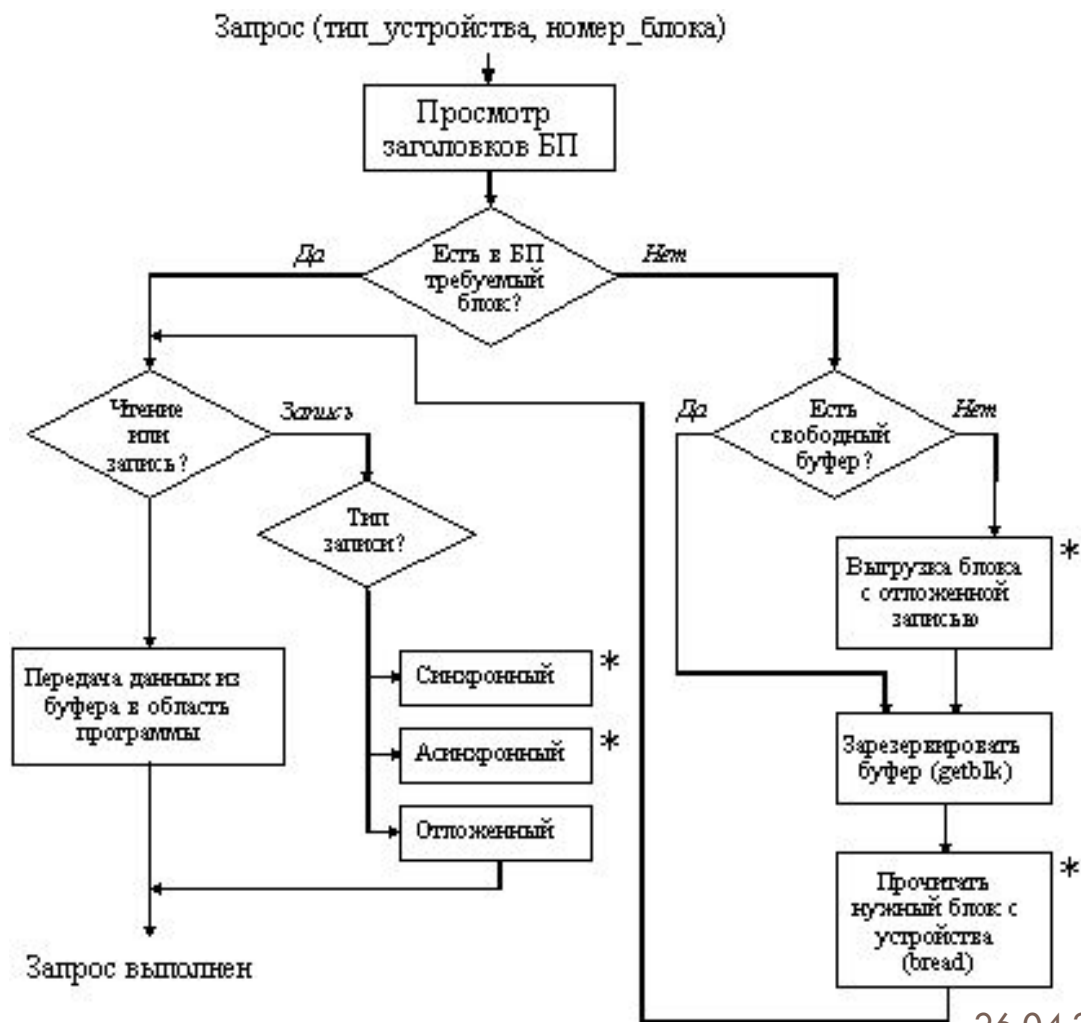 Запрос (тип_устройства, номер_блока)
Просмотр
заголовков БП
Да
Есть в БП
требуемый
блок?
Нет
Чтение
или
запись?
Запись
Да
Есть
свободный
буфер?
Нет
Тип
записи?
*
Выгрузка блока
с отложенной
записью
Передача данных из
буфера в область
программы
Синхронный
*
Асинхронный
*
Отложенный
Зарезервировать
буфер (getblk)
*
Прочитать
нужный блок с
устройства
(bread)
Запрос выполнен